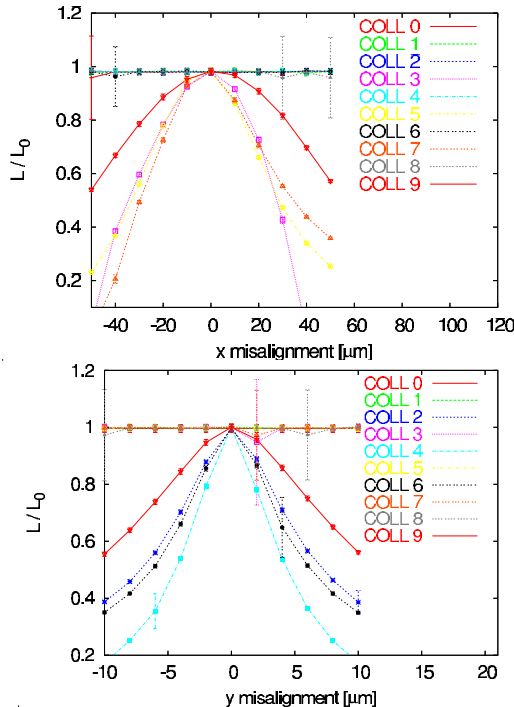 1.2
1
0.8
0.6
0.4
0.2
L / L0
COLL 0
COLL 1
COLL 2
COLL 3
COLL 4
COLL 5
COLL 6
COLL 7
COLL 8
COLL 9
-40 -20 0 20 40 60 80 100 120
x misalignment [μm]
1.2
1
0.8
0.6
0.4
0.2
L / L0
COLL 0
COLL 1
COLL 2
COLL 3
COLL 4
COLL 5
COLL 6
COLL 7
COLL 8
COLL 9
-10 -5 0 5 10 15 20
y misalignment [μm]